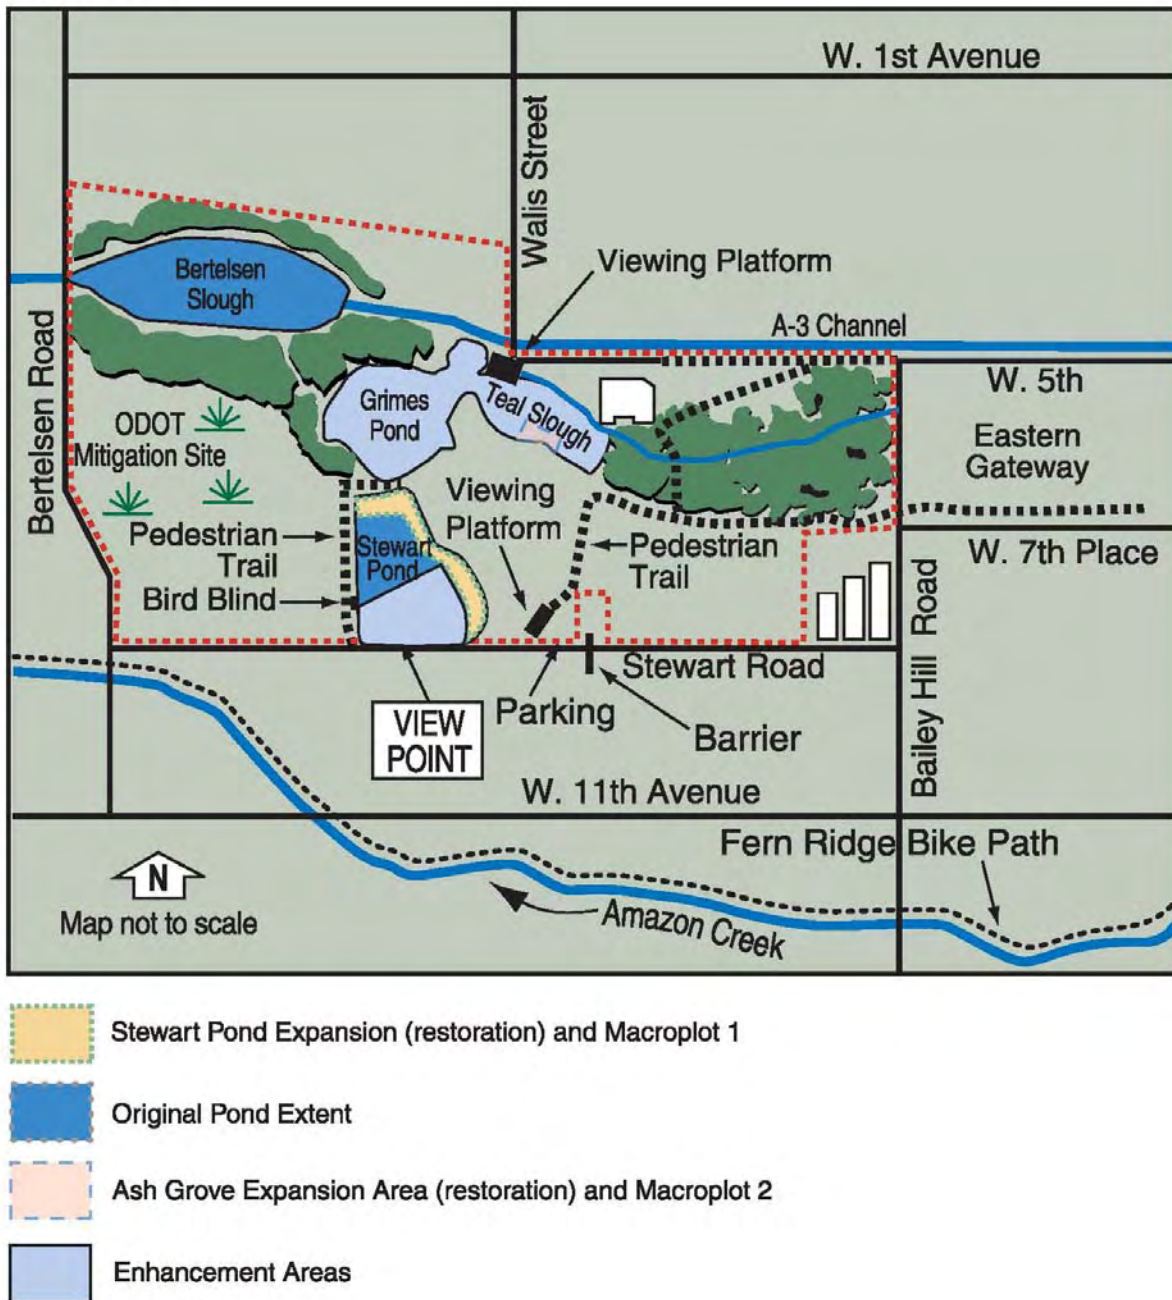 W. 1st Avenue
Walis Street
Viewing Platform
Bertelsen
Slough
A-3 Channel
Bertelsen Road
W. 5th
Grimes
Pond
Teal Slough
ODOT
Mitigation Site
Eastern
Gateway
Viewing
Platform
Pedestrian
Trail
Stewart
Pond
Pedestrian
Trail
W. 7th Place
Bird Blind
Bailey Hill Road
Stewart Road
VIEW
POINT
Parking
Barrier
W. 11th Avenue
Fern Ridge Bike Path
N
Map not to scale
Amazon Creek
Stewart Pond Expansion (restoration) and Macroplot 1
Original Pond Extent
Ash Grove Expansion Area (restoration) and Macroplot 2
Enhancement Areas